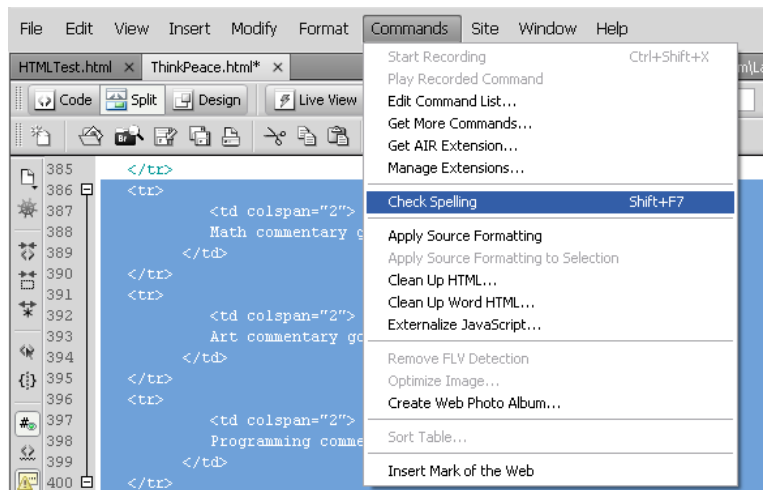 File Edit View Insert Modify Format Commands Site Window Help
HTMLTest.html × ThinkPeace.html* ×
Code Split Design Live View
Start Recording Ctrl+Shift+X
Play Recorded Command
Edit Command List...
Get More Commands...
Get AIR Extension...
Manage Extensions...
Check Spelling Shift+F7
Apply Source Formatting
Apply Source Formatting to Selection
Clean Up HTML...
Clean Up Word HTML...
Externalize JavaScript...
Remove FLV Detection
Optimize Image...
Create Web Photo Album...
Sort Table...
Insert Mark of the Web
385 </tr>
386 <tr>
387 <td colspan="2">
388 Math commentary g
389 </td>
390 </tr>
391 <tr>
392 <td colspan="2">
393 Art commentary go
394 </td>
395 </tr>
396 <tr>
397 <td colspan="2">
398 Programming comme
399 </td>
400 </tr>